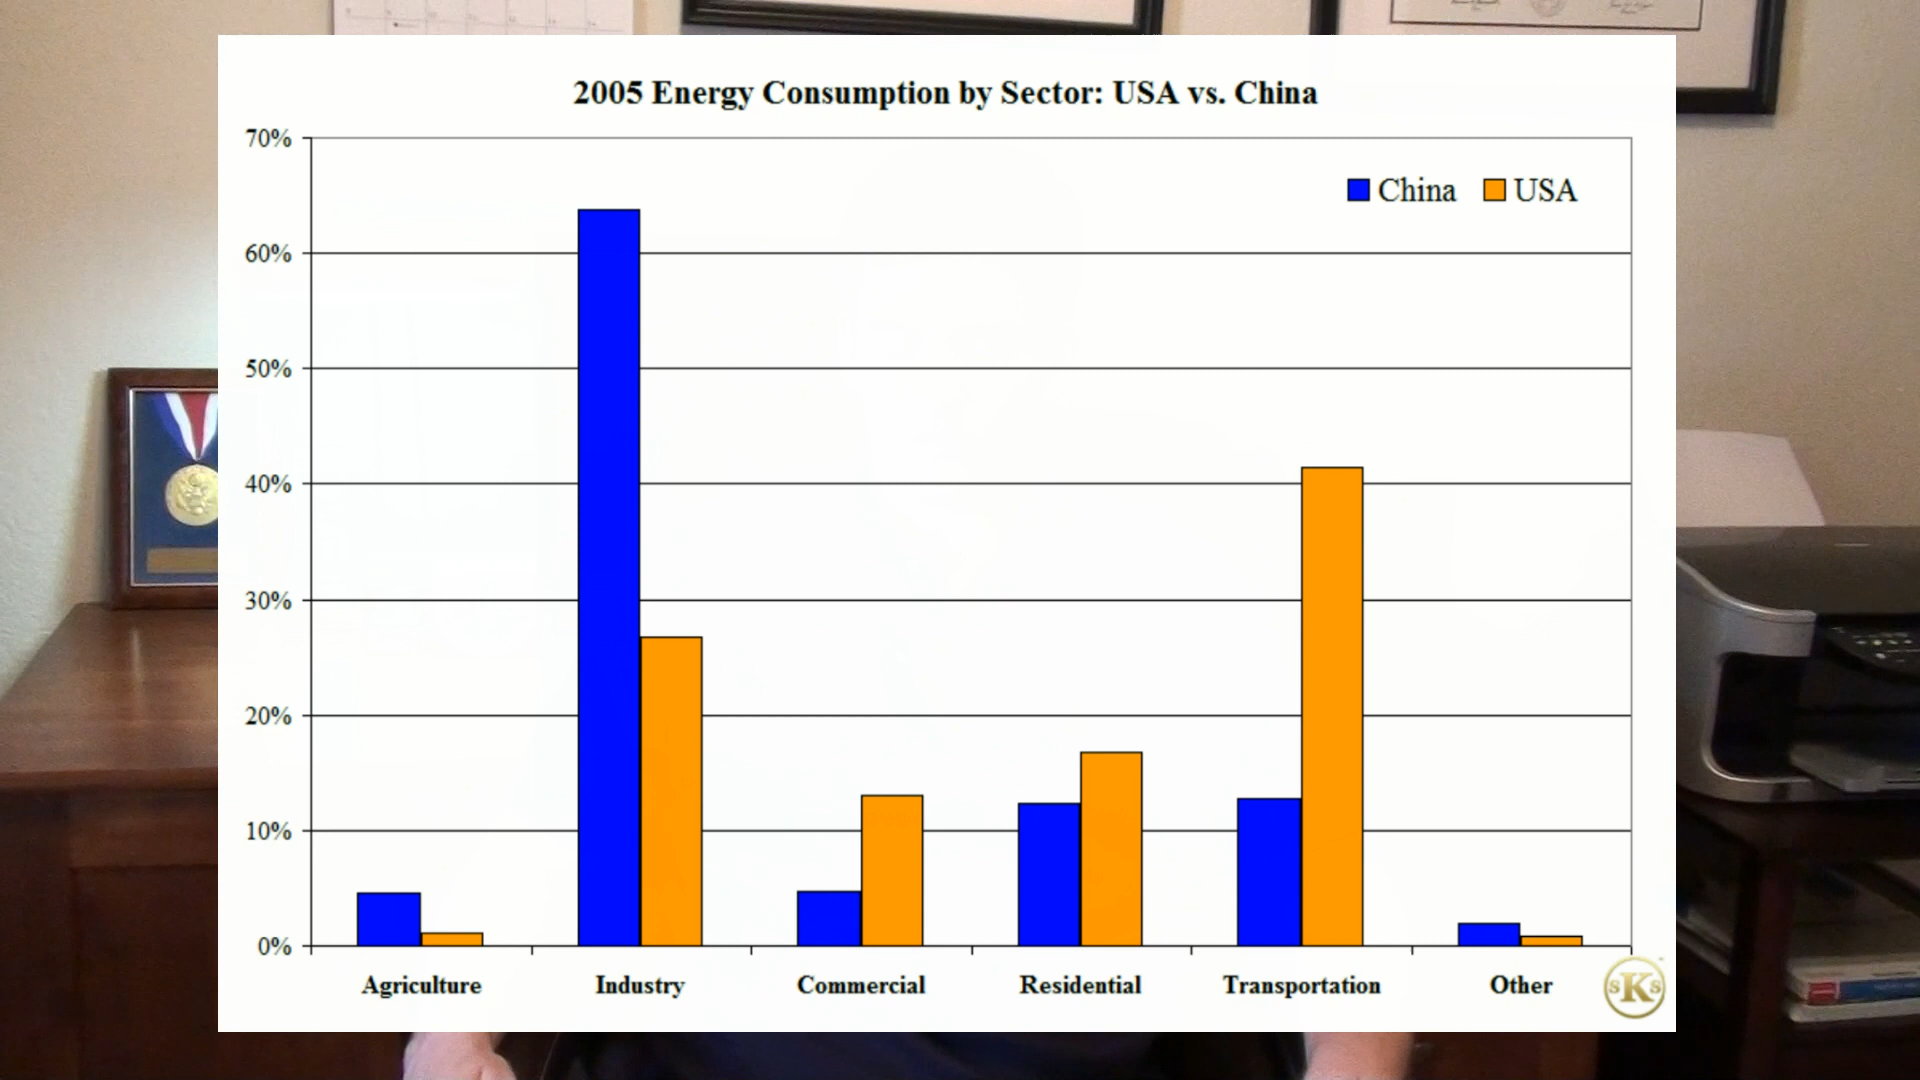 2005 Energy Consumption by Sector: USA vs. China
70%
China USA
60%
50%
40%
30%
20%
10%
0%
Agriculture Industry Commercial Residential Transportation Other
sKs